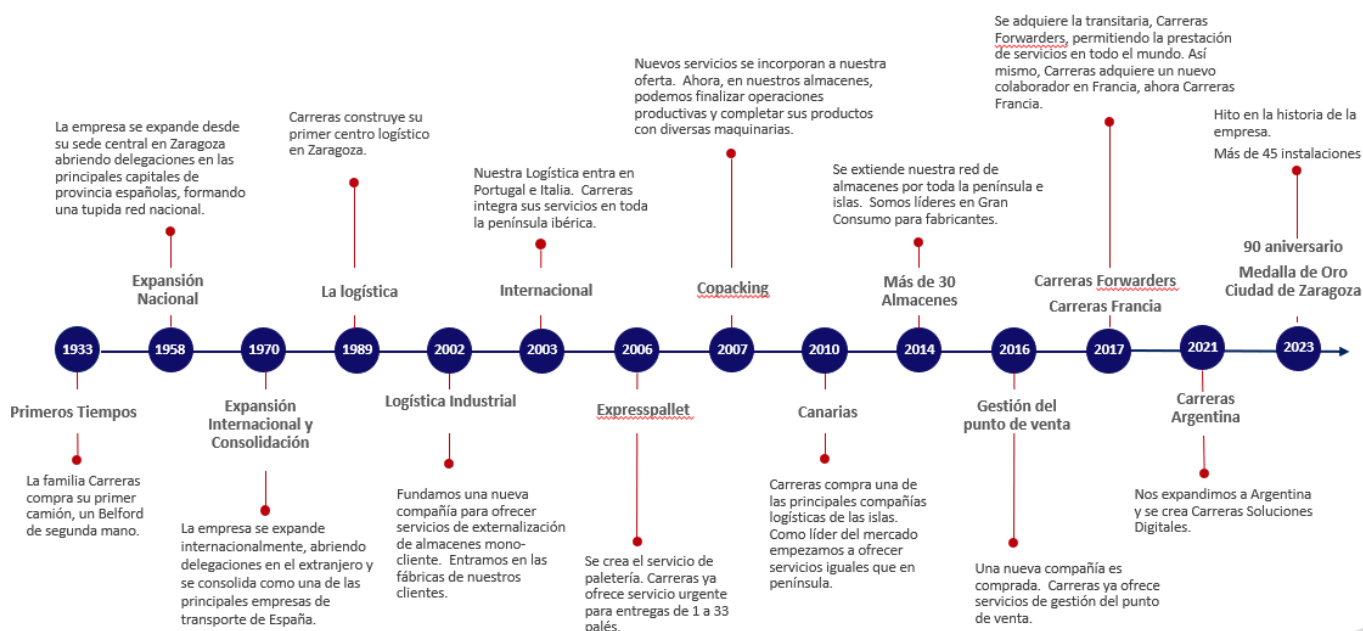 La empresa se expande desde
su sede central en Zaragoza
abriendo delegaciones en las
principales capitales de
provincia españolas, formando
una tupida red nacional.
Carreras construye su
primer centro logístico
en Zaragoza.
Nuestra Logística entra en
Portugal e Italia. Carreras
integra sus servicios en toda
la península ibérica.
Nuevos servicios se incorporan a nuestra
oferta. Ahora, en nuestros almacenes,
podemos finalizar operaciones
productivas y completar sus productos
con diversas maquinarias.
Se extiende nuestra red de
almacenes por toda la península e
islas. Somos líderes en Gran
Consumo para fabricantes.
Se adquiere la transitaria, Carreras
Forwarders, permitiendo la prestación
de servicios en todo el mundo. Así
mismo, Carreras adquiere un nuevo
colaborador en Francia, ahora Carreras
Francia.
Hito en la historia de la
empresa.
Más de 45 instalaciones
Expansión
Nacional
La logística
Internacional
Copacking
Más de 30
Almacenes
Carreras Forwarders
Carreras Francia
90 aniversario
Medalla de Oro
Ciudad de Zaragoza
1933
1958
1970
1989
2002
2003
2006
2007
2010
2014
2016
2017
2021
2023
Primeros Tiempos
La familia Carreras
compra su primer
camión, un Belford
de segunda mano.
Expansión
Internacional y
Consolidación
La empresa se expande
internacionalmente, abriendo
delegaciones en el extranjero y
se consolida como una de las
principales empresas de
transporte de España.
Logística Industrial
Fundamos una nueva
compañía para ofrecer
servicios de externalización
de almacenes mono-
cliente. Entramos en las
fábricas de nuestros
clientes.
Expresspallet
Se crea el servicio de
paletería. Carreras ya
ofrece servicio urgente
para entregas de 1 a 33
palés.
Canarias
Carreras compra una de
las principales compañías
logísticas de las islas.
Como líder del mercado
empezamos a ofrecer
servicios iguales que en
península.
Gestión del
punto de venta
Una nueva compañía es
comprada. Carreras ya ofrece
servicios de gestión del punto
de venta.
Carreras
Argentina
Nos expandimos a Argentina
y se crea Carreras Soluciones
Digitales.